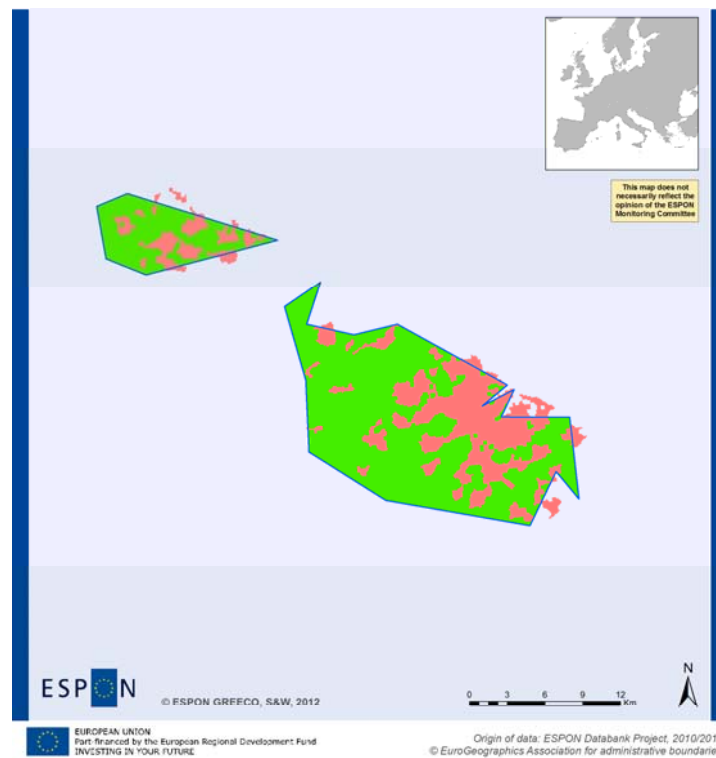 This map does not
necessarily reflect the
opinion of the ESPON
Monitoring Committee
ESPON
© ESPON GREECO, S&W, 2012
0 3 6 9 12
Km
N
EUROPEAN UNION
Part-financed by the European Regional Development Fund
INVESTING IN YOUR FUTURE
Origin of data: ESPON Databank Project, 2010/201
© EuroGeographics Association for administrative boundarie